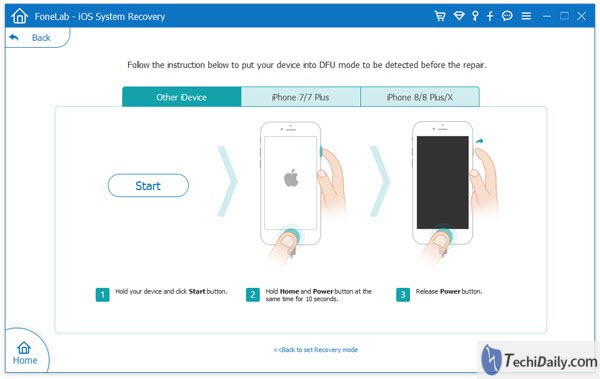 FoneLab - iOS System Recovery
Back
Follow the instruction below to put your device into DFU mode to be detected before the repair.
Other iDevice
iPhone 7/7 Plus
iPhone 8/8 Plus/X
Start
1 Hold your device and click Start button.
2 Hold Home and Power button at the
same time for 10 seconds.
3 Release Power button.
<<Back to set Recovery mode
Home
TechiDaily.com